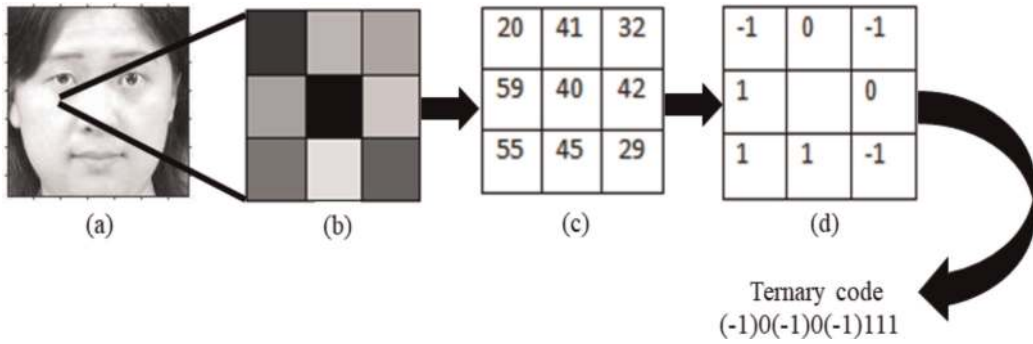 20 41 32
59 40 42
55 45 29
-1 0 -1
1 0
1 1 -1
(a) (b) (c) (d)
Ternary code
(-1)0(-1)0(-1)111